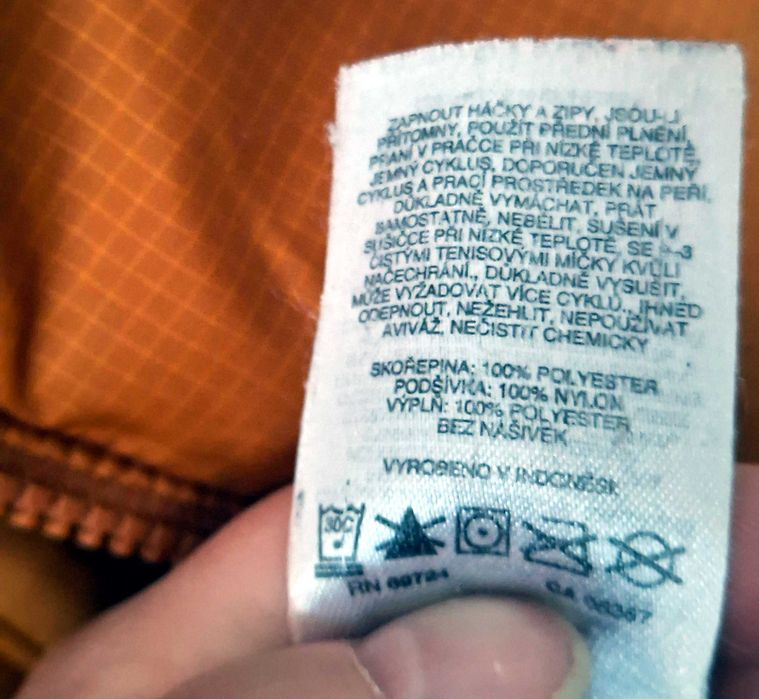 ZAPNOUT HÁČKY A ZIPY, JSOU-LI
PŘÍTOMNY, POUŽÍT PŘEDNÍ PLNĚNÍ,
PRANÍ V PRAČCE PŘI NÍZKÉ TEPLOTĚ,
JEMNÝ CYKLUS, DOPORUČEN JEMNÝ
CYKLUS A PRACÍ PROSTŘEDEK NA PEŘÍ,
DŮKLADNĚ VYMÁCHAT, PRÁT
SAMOSTATNĚ, NEBĚLIT, SUŠENÍ V
SUŠIČCE PŘI NÍZKÉ TEPLOTĚ, SE 2-3
ČISTÝMI TENISOVÝMI MÍČKY KVŮLI
NAČECHRÁNÍ,, DŮKLADNĚ VYSUŠIT,
MŮŽE VYŽADOVAT VÍCE CYKLŮ., IHNED
ODEPNOUT, NEŽEHLIT, NEPOUŽÍVAT
AVIVÁŽ, NEČISTIT CHEMICKY
SKOŘEPINA: 100% POLYESTER
PODŠÍVKA: 100% NYLON
VÝPLŇ: 100% POLYESTER
BEZ NÁŠIVEK
VYROBENO V INDONÉSII
30C
RN 69724
CA